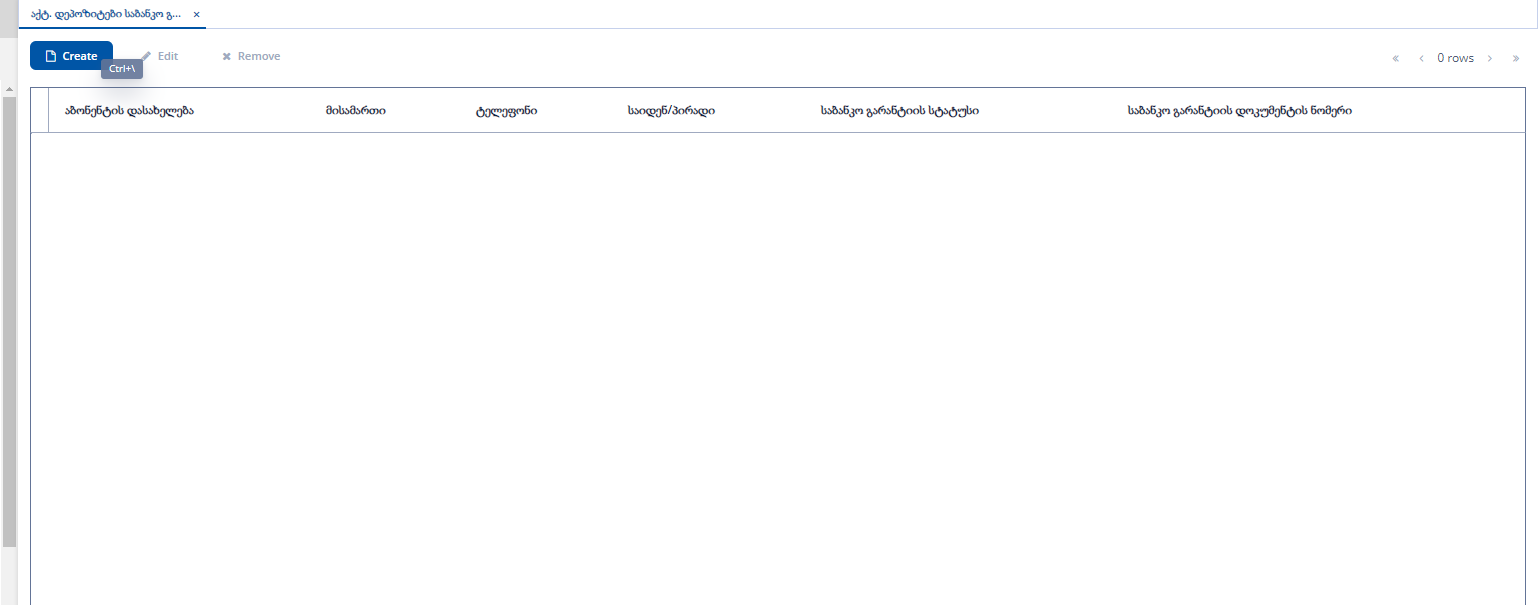 აქტ. დეპოზიტები საბანკო გ... ×
Create Edit Remove
Ctrl+\
« ‹ 0 rows › »
აბონენტის დასახელება მისამართი ტელეფონი საიდენ/პირადი საბანკო გარანტიის სტატუსი საბანკო გარანტიის დოკუმენტის ნომერი